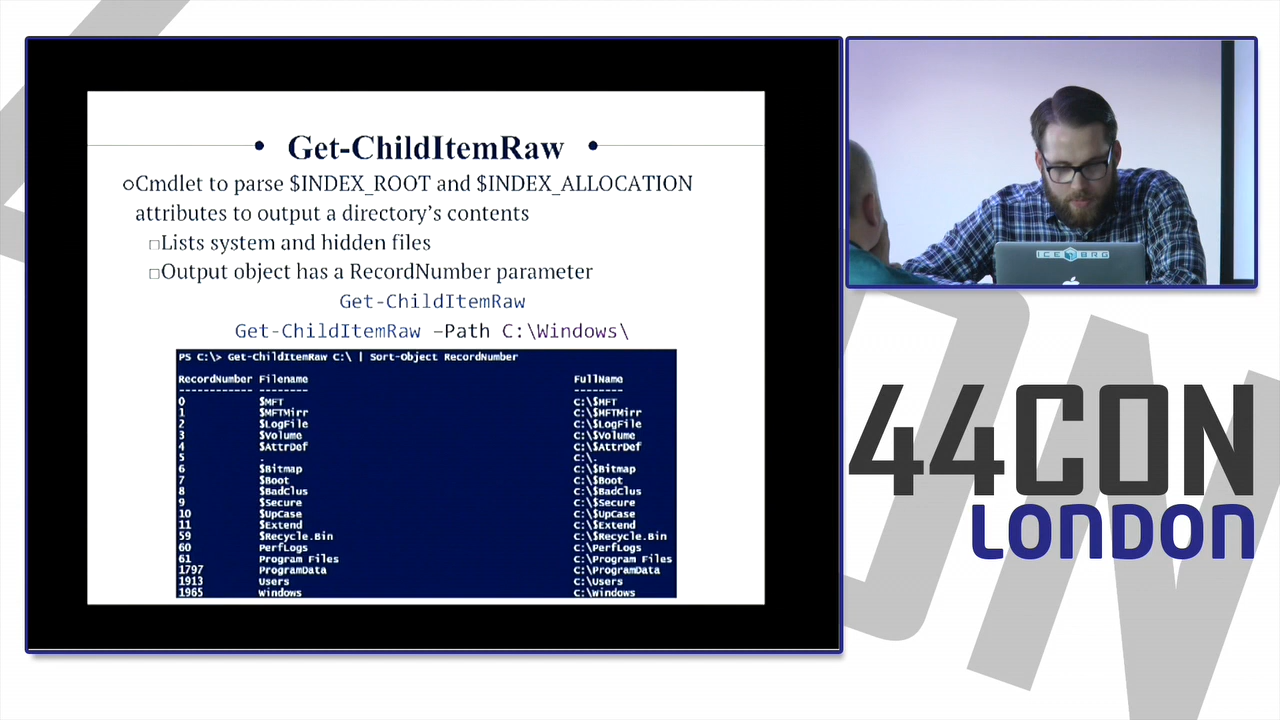 Get-ChildItemRaw
Cmdlet to parse $INDEX_ROOT and $INDEX_ALLOCATION
attributes to output a directory’s contents
Lists system and hidden files
Output object has a RecordNumber parameter
Get-ChildItemRaw
Get-ChildItemRaw –Path C:\Windows\
PS C:\> Get-ChildItemRaw C:\ | Sort-Object RecordNumber
RecordNumber Filename FullName
------------ -------- --------
0 $MFT C:\$MFT
1 $MFTMirr C:\$MFTMirr
2 $LogFile C:\$LogFile
3 $Volume C:\$Volume
4 $AttrDef C:\$AttrDef
5 . C:\.
6 $Bitmap C:\$Bitmap
7 $Boot C:\$Boot
8 $BadClus C:\$BadClus
9 $Secure C:\$Secure
10 $UpCase C:\$UpCase
11 $Extend C:\$Extend
59 $Recycle.Bin C:\$Recycle.Bin
60 PerfLogs C:\PerfLogs
61 Program Files C:\Program Files
1797 ProgramData C:\ProgramData
1913 Users C:\Users
1965 Windows C:\Windows
ICEBRG
44CON
LONDON